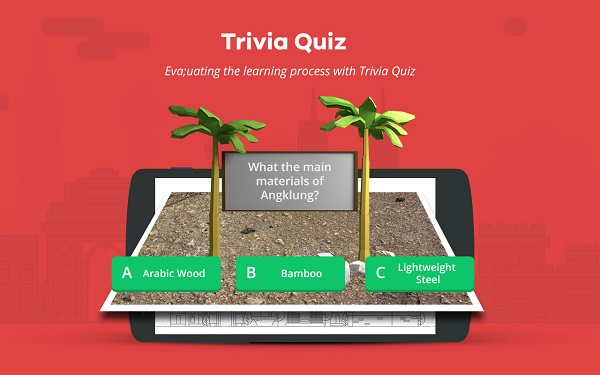 Trivia Quiz
Eva;uating the learning process with Trivia Quiz
What the main
materials of
Angklung?
A Arabic Wood
B Bamboo
C Lightweight
Steel